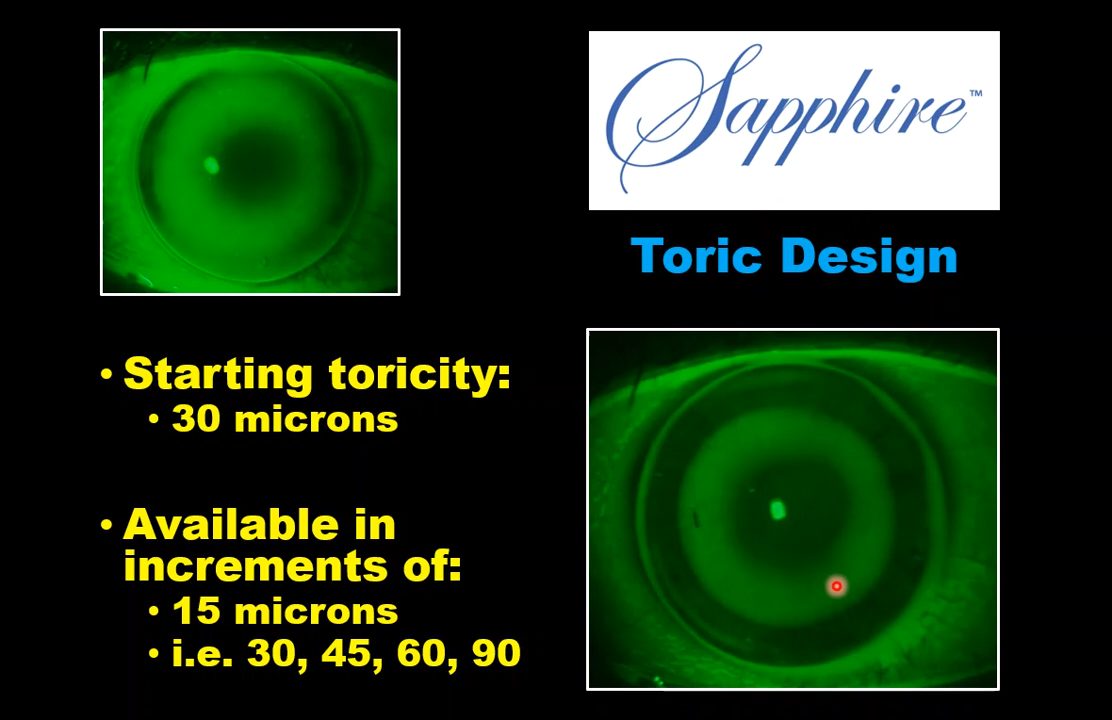 Sapphire™
Toric Design
• Starting toricity:
• 30 microns
• Available in
increments of:
• 15 microns
• i.e. 30, 45, 60, 90